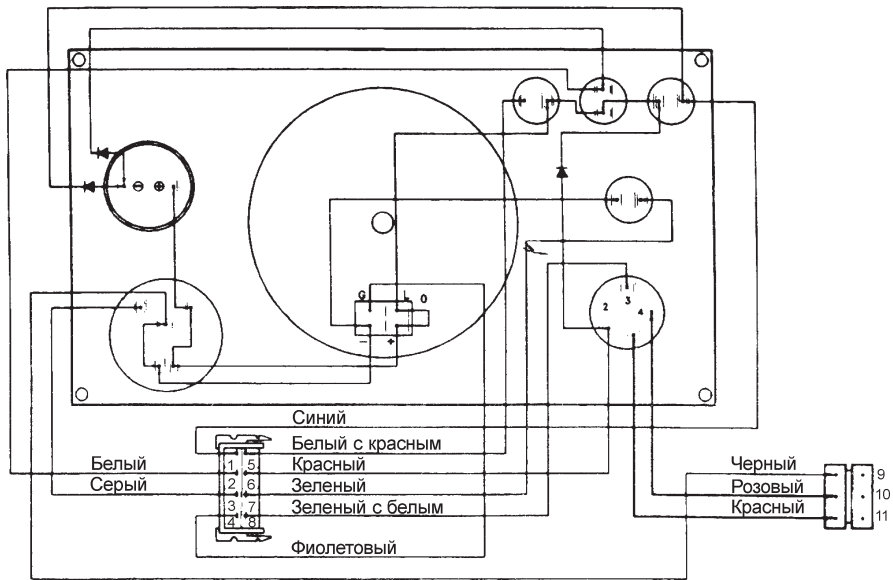 G L O
− +
2 3 4
Синий
Белый с красным
Белый 1 5 Красный
Серый 2 6 Зеленый
3 7 Зеленый с белым
4 8
Фиолетовый
Черный 9
Розовый 10
Красный 11